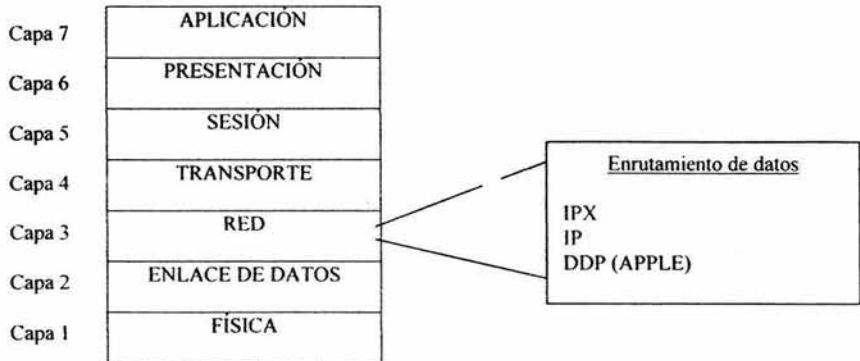 Capa 7 APLICACIÓN
Capa 6 PRESENTACIÓN
Capa 5 SESIÓN
Capa 4 TRANSPORTE
Capa 3 RED
Capa 2 ENLACE DE DATOS
Capa 1 FÍSICA
Enrutamiento de datos
IPX
IP
DDP (APPLE)